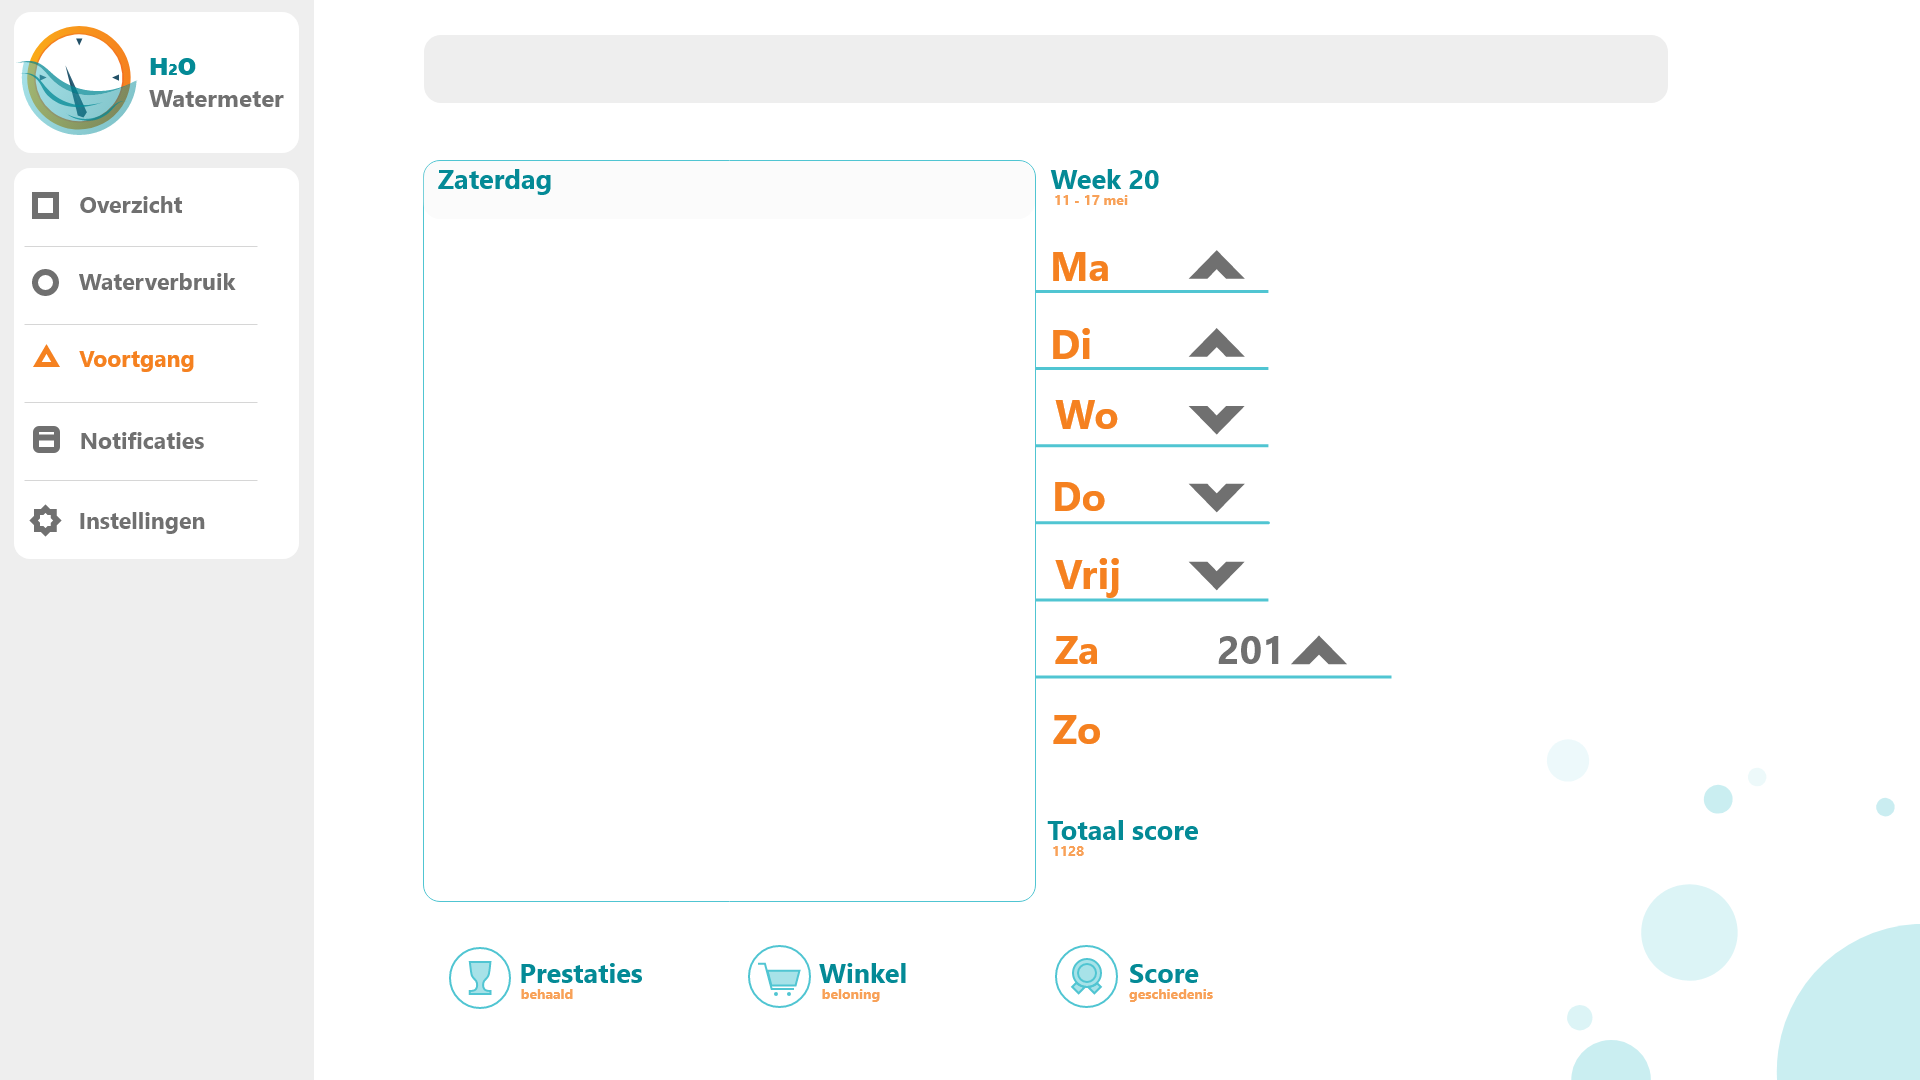 H2O
Watermeter
Overzicht
Waterverbruik
Voortgang
Notificaties
Instellingen
Zaterdag
Week 20
11 - 17 mei
Ma
Di
Wo
Do
Vrij
Za 201
Zo
Totaal score
1128
Prestaties
behaald
Winkel
beloning
Score
geschiedenis